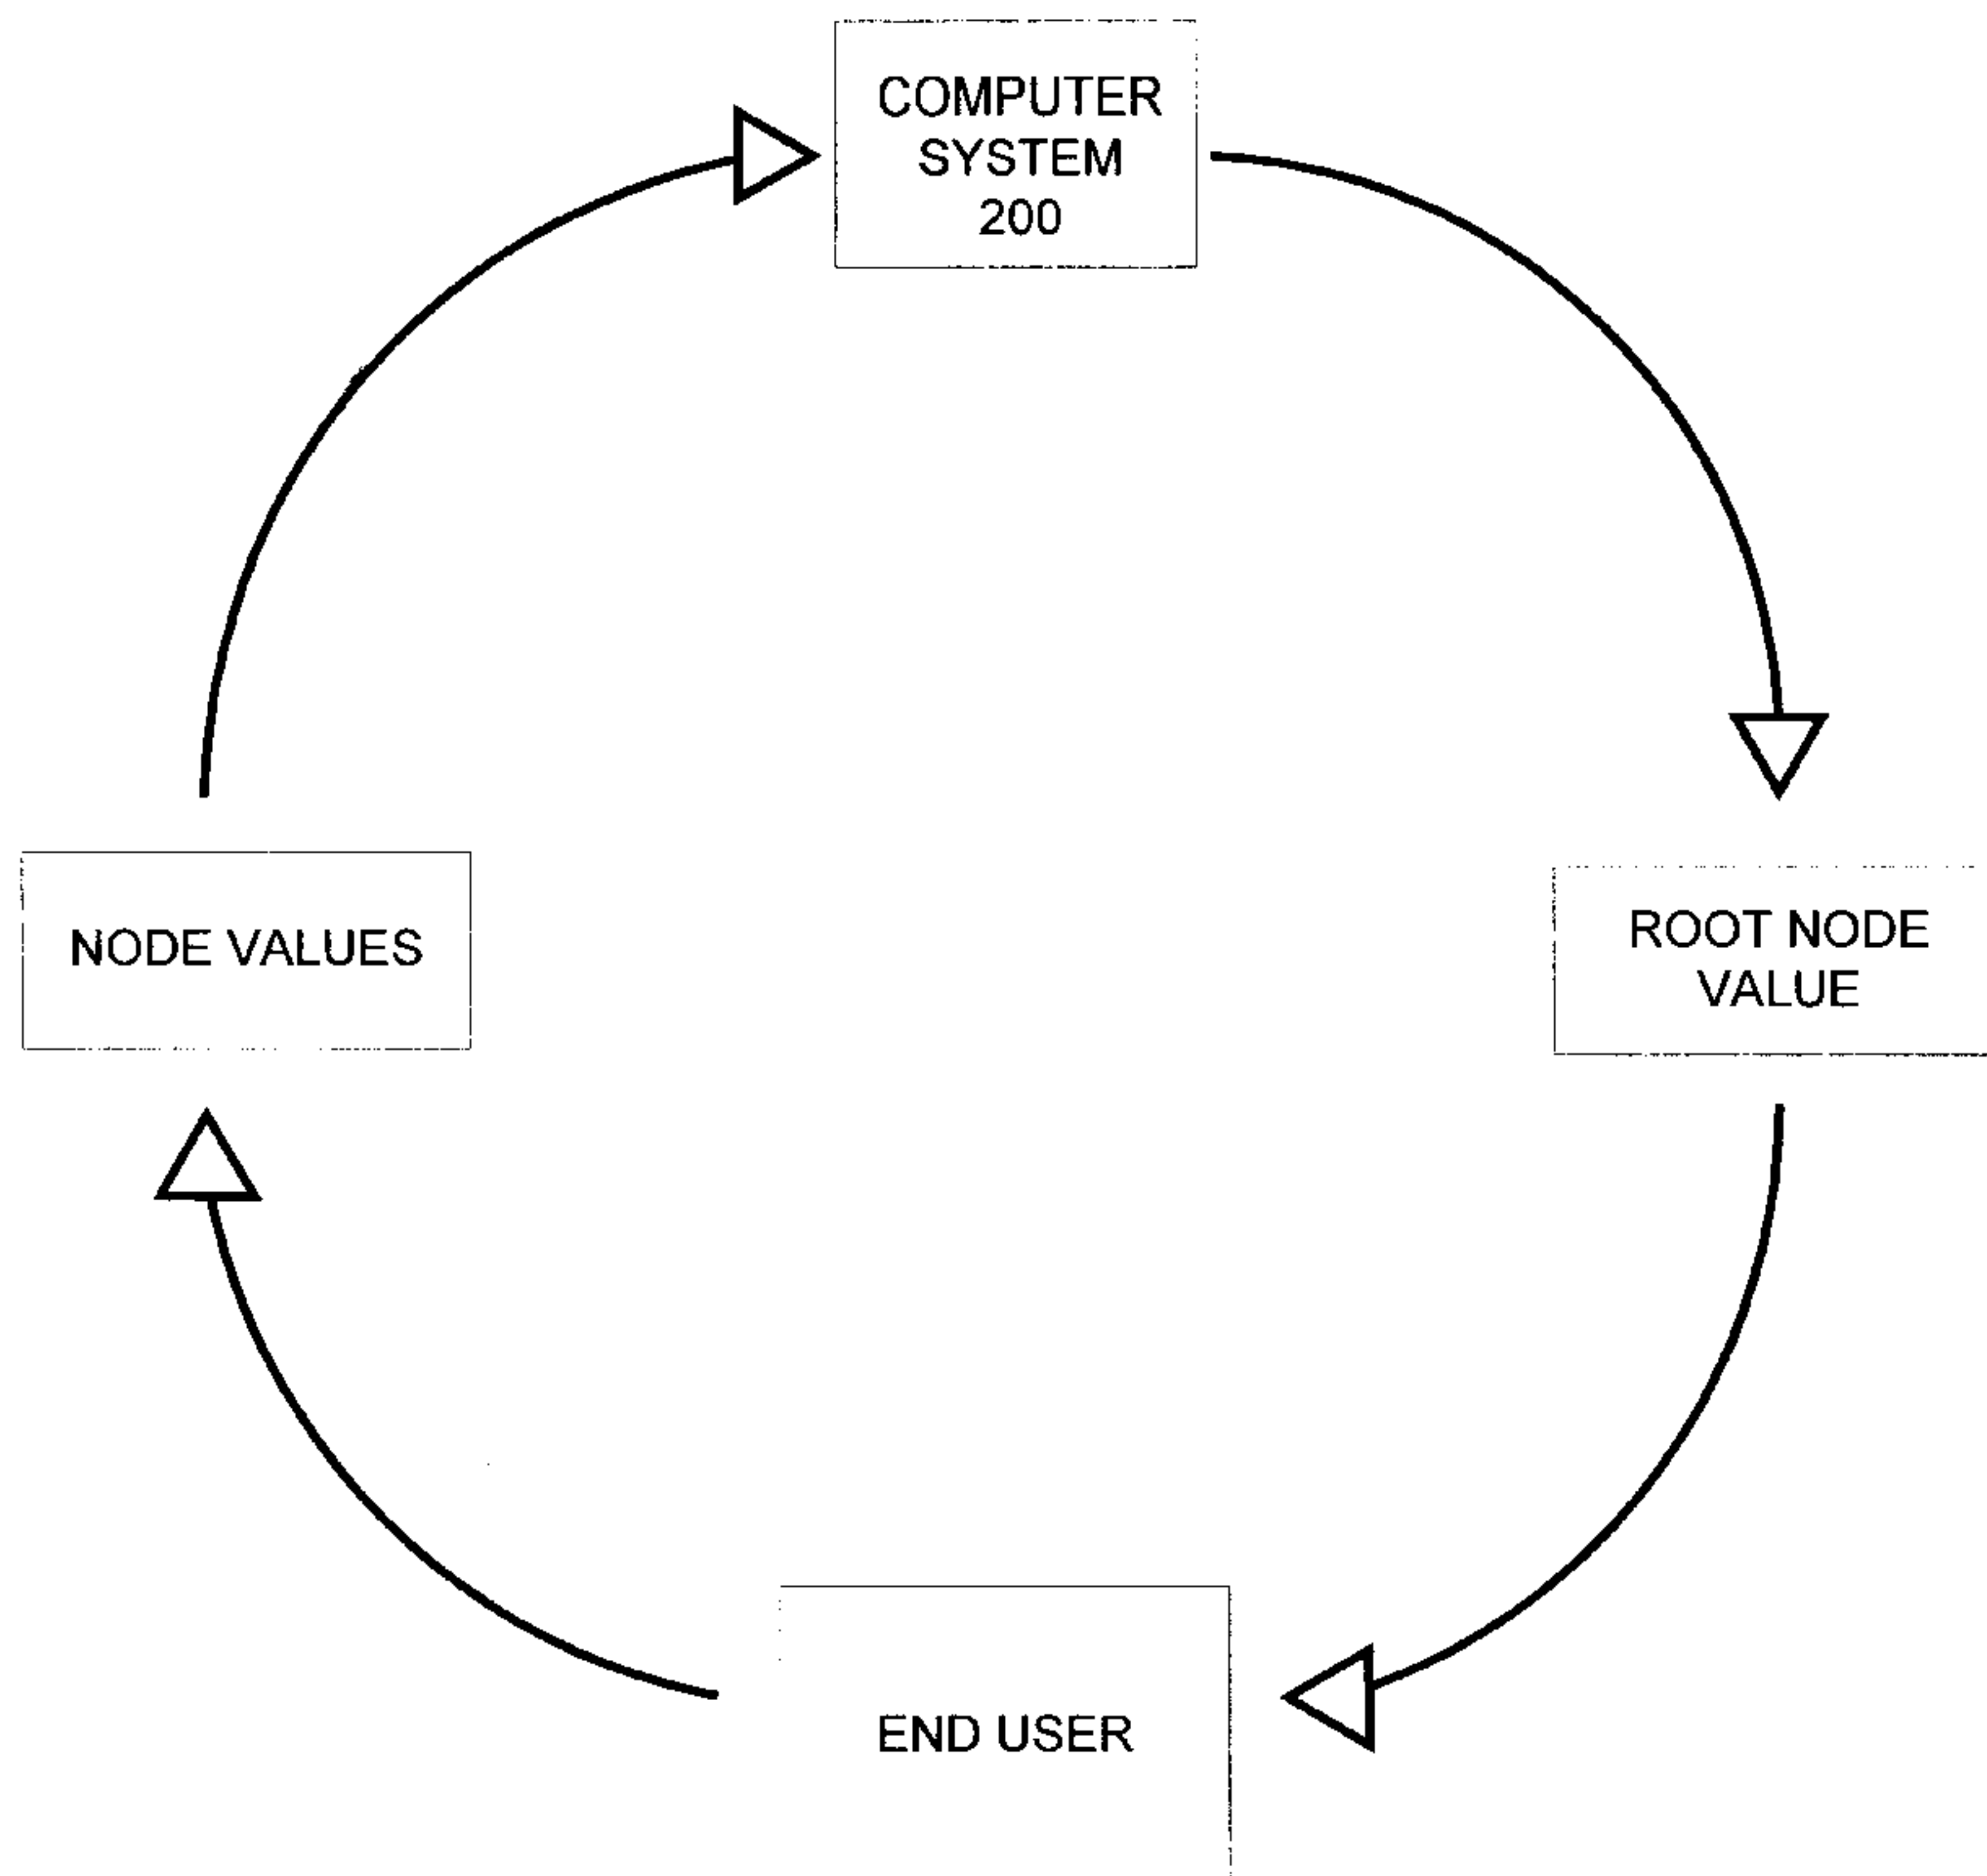 COMPUTER
SYSTEM
200
NODE VALUES
ROOT NODE
VALUE
END USER